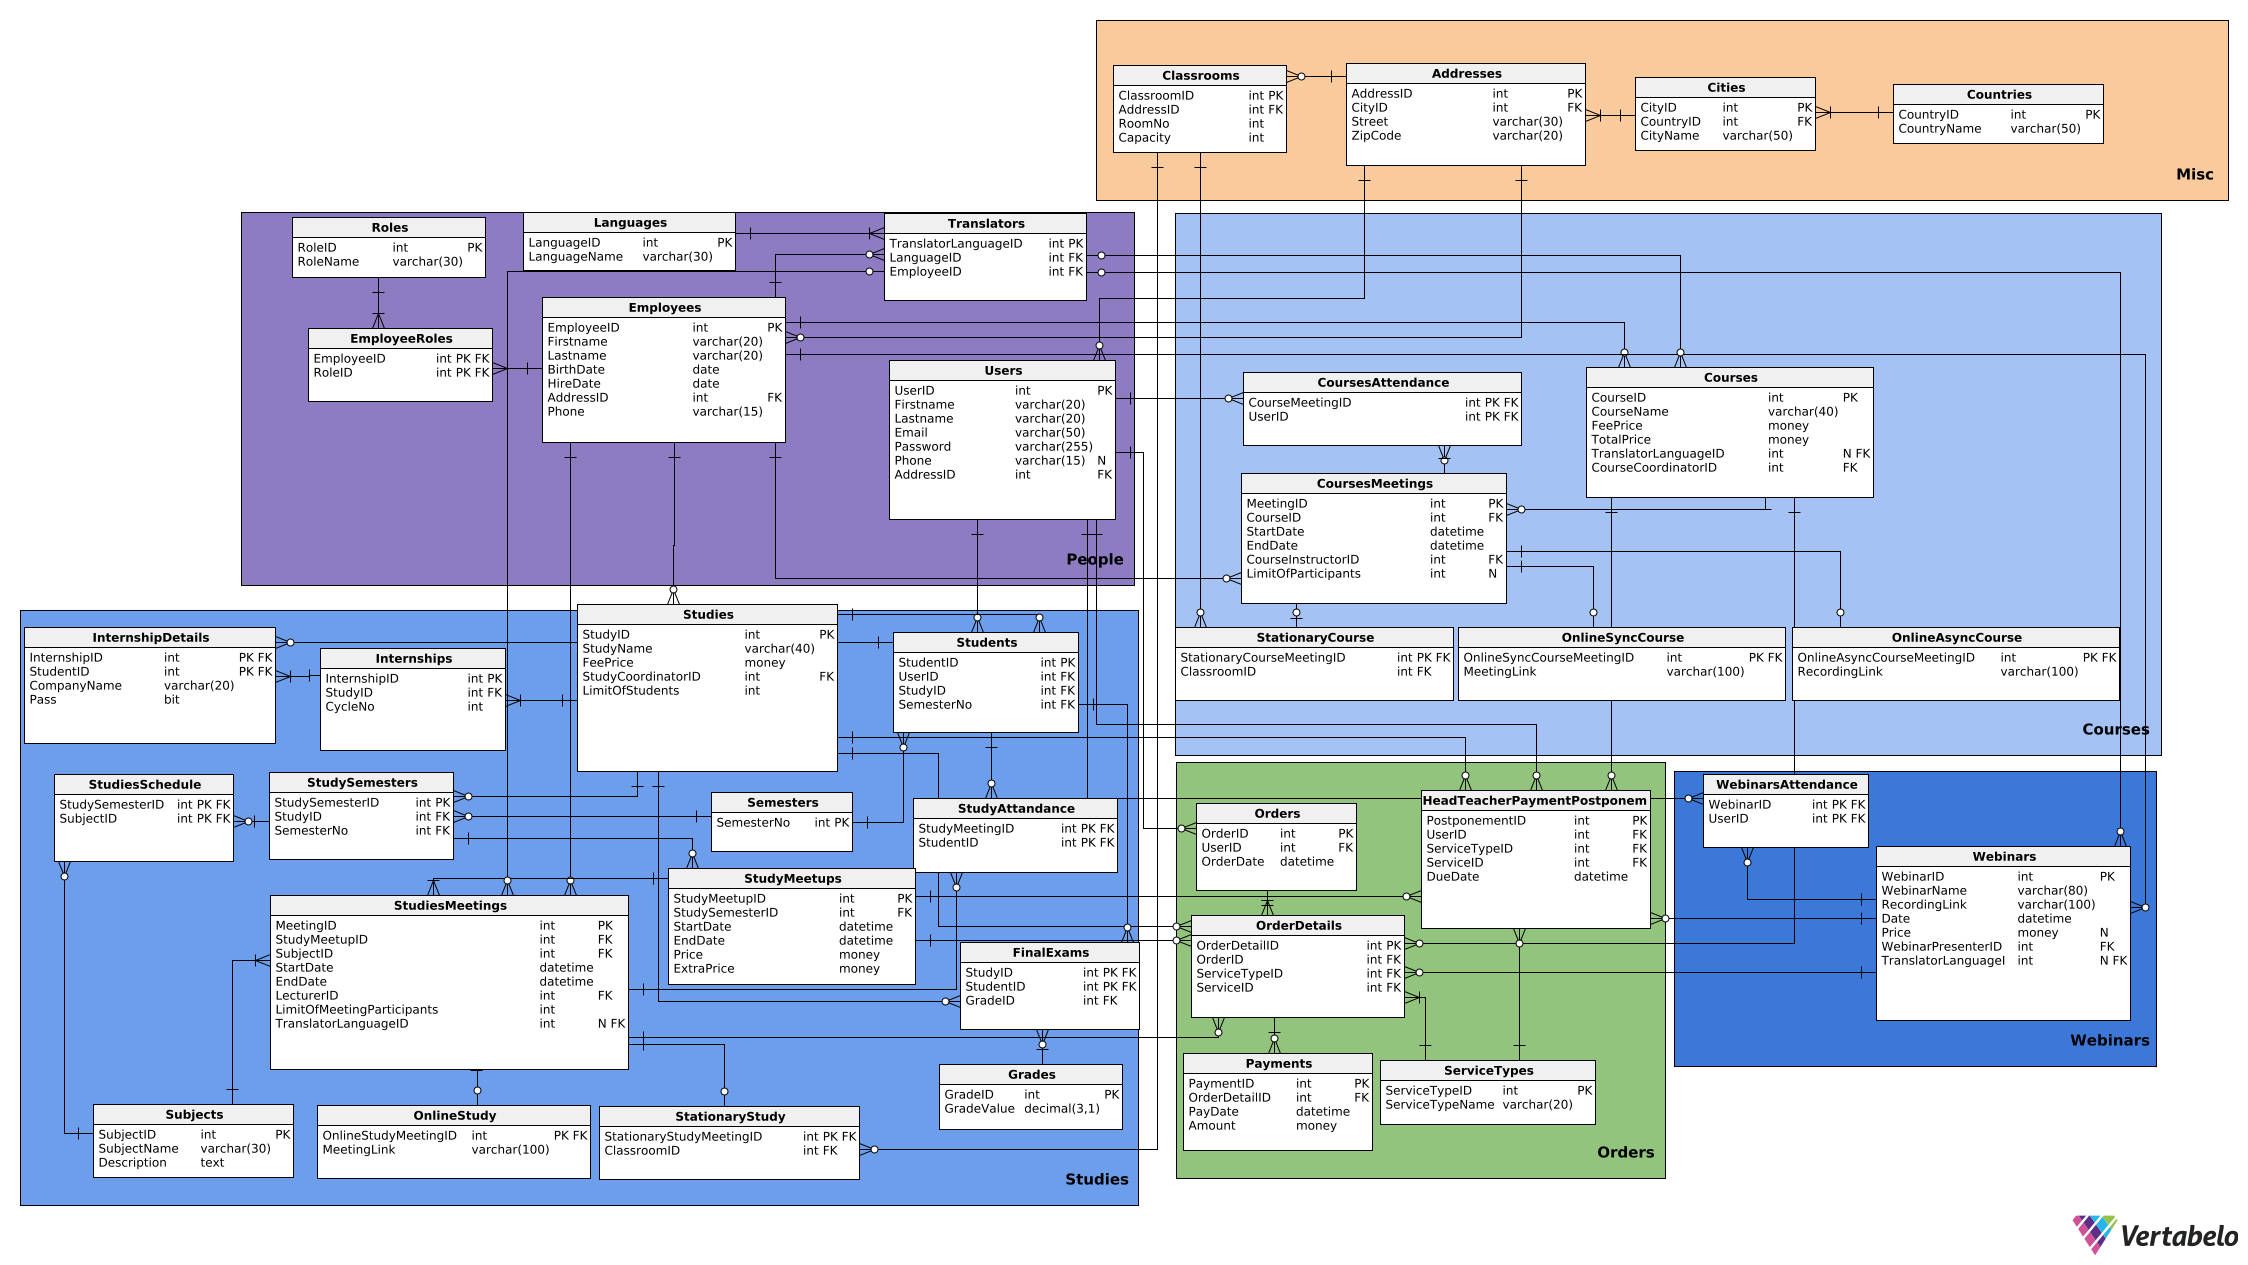 Classrooms
ClassroomID int PK
AddressID int FK
RoomNo int
Capacity int
Addresses
AddressID int PK
CityID int FK
Street varchar(30)
ZipCode varchar(20)
Cities
CityID int PK
CountryID int FK
CityName varchar(50)
Countries
CountryID int PK
CountryName varchar(50)
Misc
Roles
RoleID int PK
RoleName varchar(30)
Languages
LanguageID int PK
LanguageName varchar(30)
Translators
TranslatorLanguageID int PK
LanguageID int FK
EmployeeID int FK
EmployeeRoles
EmployeeID int PK FK
RoleID int PK FK
Employees
EmployeeID int PK
Firstname varchar(20)
Lastname varchar(20)
BirthDate date
HireDate date
AddressID int FK
Phone varchar(15)
Users
UserID int PK
Firstname varchar(20)
Lastname varchar(20)
Email varchar(50)
Password varchar(255)
Phone varchar(15) N
AddressID int FK
People
CoursesAttendance
CourseMeetingID int PK FK
UserID int PK FK
Courses
CourseID int PK
CourseName varchar(40)
FeePrice money
TotalPrice money
TranslatorLanguageID int N FK
CourseCoordinatorID int FK
CoursesMeetings
MeetingID int PK
CourseID int FK
StartDate datetime
EndDate datetime
CourseInstructorID int FK
LimitOfParticipants int N
StationaryCourse
StationaryCourseMeetingID int PK FK
ClassroomID int FK
OnlineSyncCourse
OnlineSyncCourseMeetingID int PK FK
MeetingLink varchar(100)
OnlineAsyncCourse
OnlineAsyncCourseMeetingID int PK FK
RecordingLink varchar(100)
Courses
InternshipDetails
InternshipID int PK FK
StudentID int PK FK
CompanyName varchar(20)
Pass bit
Internships
InternshipID int PK
StudyID int FK
CycleNo int
Studies
StudyID int PK
StudyName varchar(40)
FeePrice money
StudyCoordinatorID int FK
LimitOfStudents int
Students
StudentID int PK
UserID int FK
StudyID int FK
SemesterNo int FK
StudiesSchedule
StudySemesterID int PK FK
SubjectID int PK FK
StudySemesters
StudySemesterID int PK
StudyID int FK
SemesterNo int FK
Semesters
SemesterNo int PK
StudyAttandance
StudyMeetingID int PK FK
StudentID int PK FK
StudiesMeetings
MeetingID int PK
StudyMeetupID int FK
SubjectID int FK
StartDate datetime
EndDate datetime
LecturerID int FK
LimitOfMeetingParticipants int
TranslatorLanguageID int N FK
StudyMeetups
StudyMeetupID int PK
StudySemesterID int FK
StartDate datetime
EndDate datetime
Price money
ExtraPrice money
FinalExams
StudyID int PK FK
StudentID int PK FK
GradeID int FK
Grades
GradeID int PK
GradeValue decimal(3,1)
Subjects
SubjectID int PK
SubjectName varchar(30)
Description text
OnlineStudy
OnlineStudyMeetingID int PK FK
MeetingLink varchar(100)
StationaryStudy
StationaryStudyMeetingID int PK FK
ClassroomID int FK
Studies
Orders
OrderID int PK
UserID int FK
OrderDate datetime
HeadTeacherPaymentPostponem
PostponementID int PK
UserID int FK
ServiceTypeID int FK
ServiceID int FK
DueDate datetime
OrderDetails
OrderDetailID int PK
OrderID int FK
ServiceTypeID int FK
ServiceID int FK
Payments
PaymentID int PK
OrderDetailID int FK
PayDate datetime
Amount money
ServiceTypes
ServiceTypeID int PK
ServiceTypeName varchar(20)
Orders
WebinarsAttendance
WebinarID int PK FK
UserID int PK FK
Webinars
WebinarID int PK
WebinarName varchar(80)
RecordingLink varchar(100)
Date datetime
Price money N
WebinarPresenterID int FK
TranslatorLanguageI int N FK
Webinars
Vertabelo